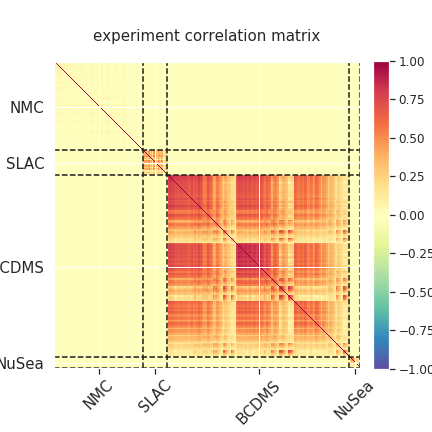 experiment correlation matrix
NMC
SLAC
CDMS
NuSea
NMC
SLAC
BCDMS
NuSea
1.00
0.75
0.50
0.25
0.00
−0.25
−0.50
−0.75
−1.00